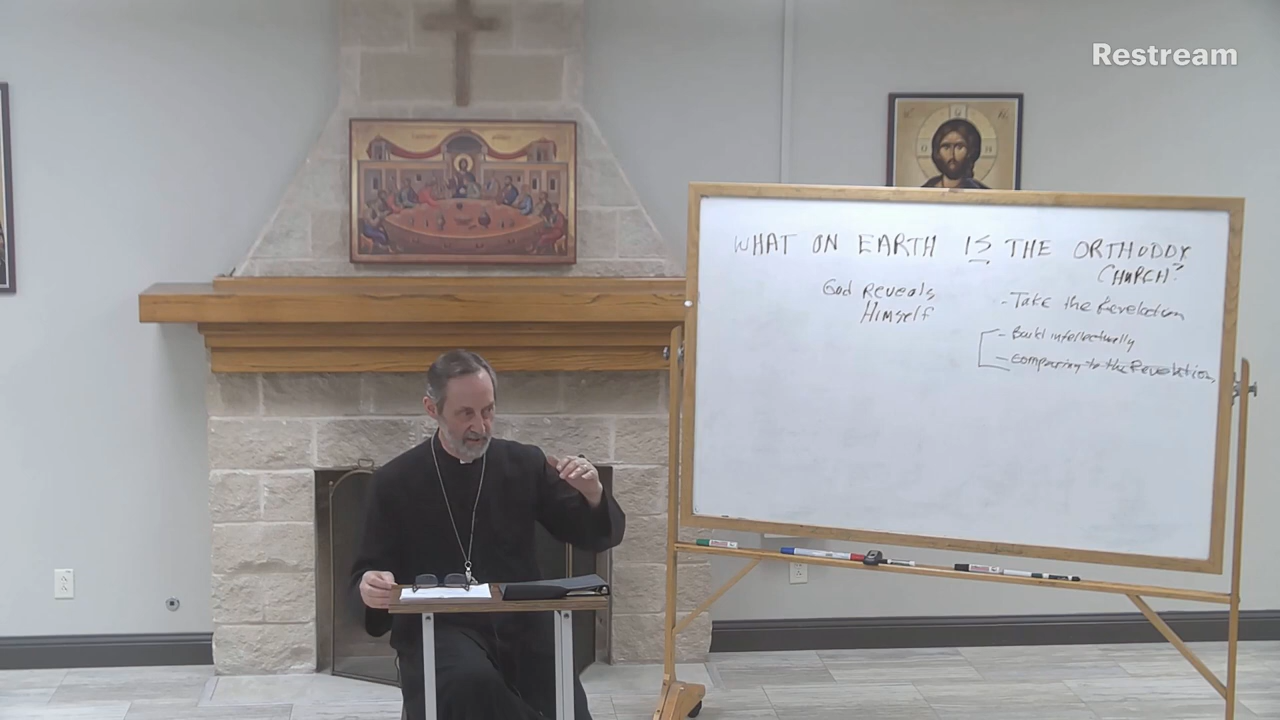 Restream
WHAT ON EARTH IS THE ORTHODOX
CHURCH?
God Reveals
Himself
- Take the Revelation
- Build intellectually
- comparing to the Revelation